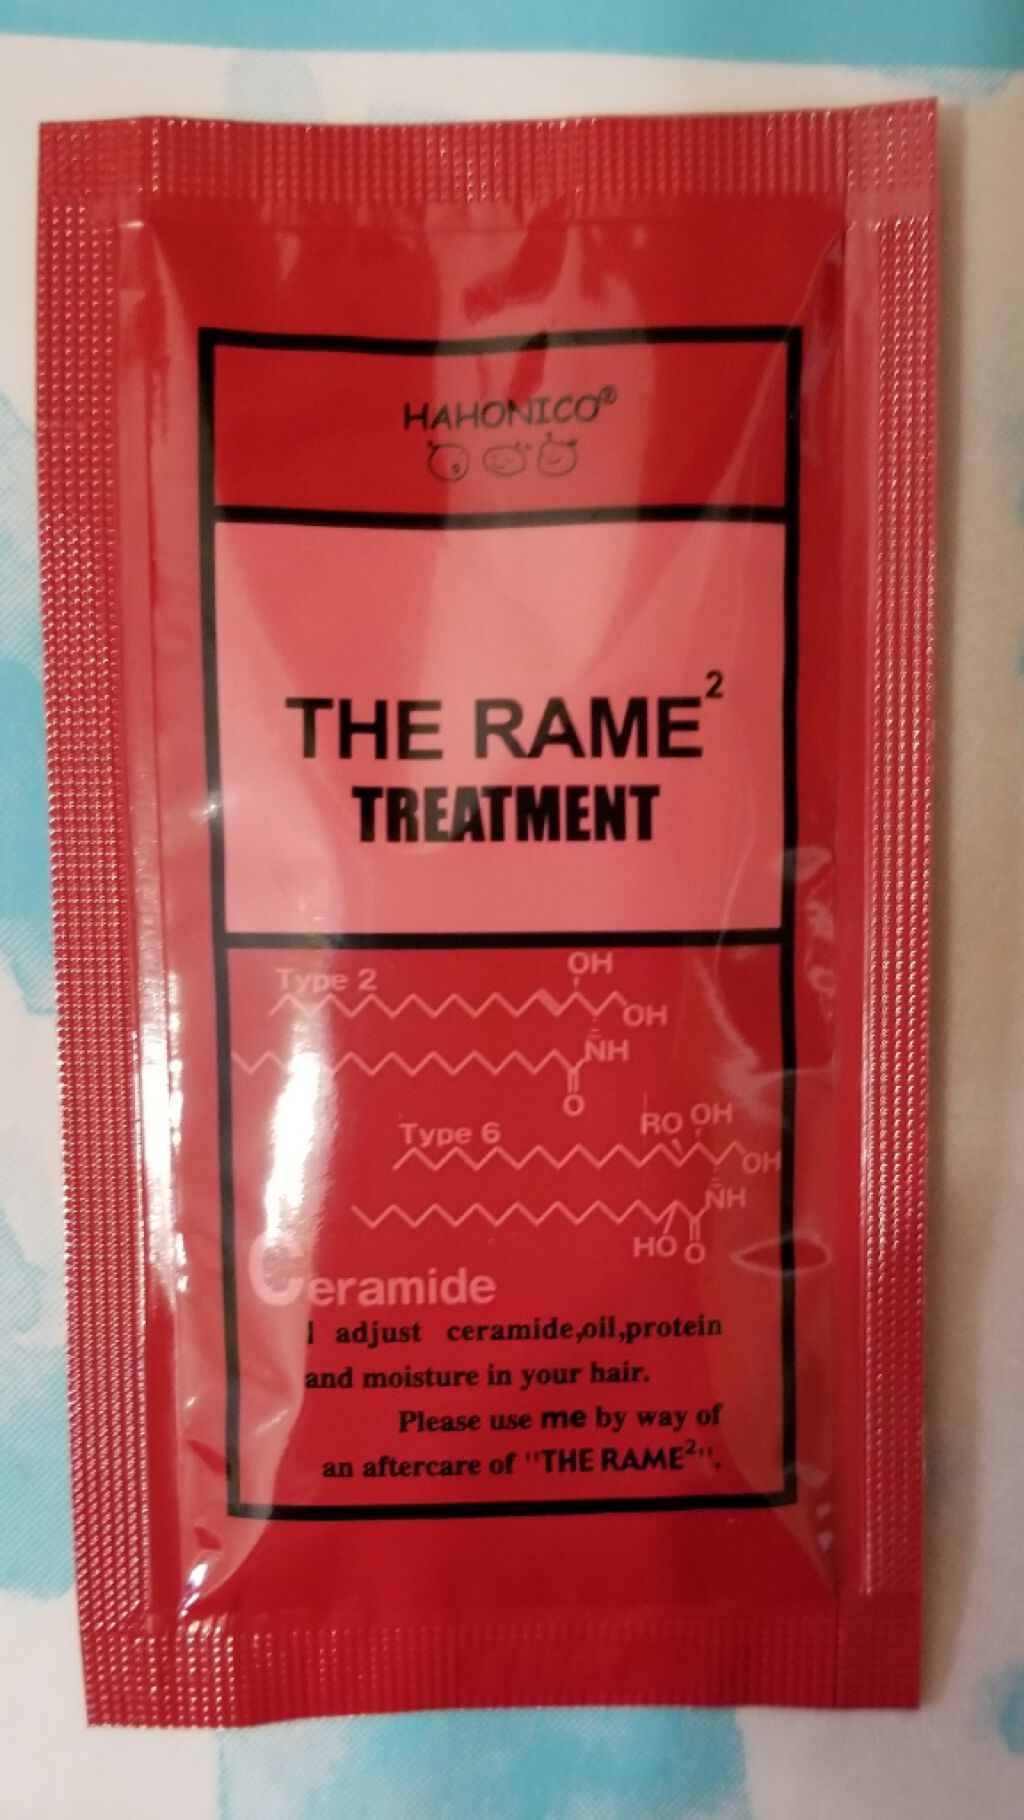 HAHONICO®
THE RAME²
TREATMENT
Type 2
OH
OH
NH
O
Type 6
RO OH
OH
NH
HO O
Ceramide
I adjust ceramide,oil,protein
and moisture in your hair.
Please use me by way of
an aftercare of "THE RAME²".